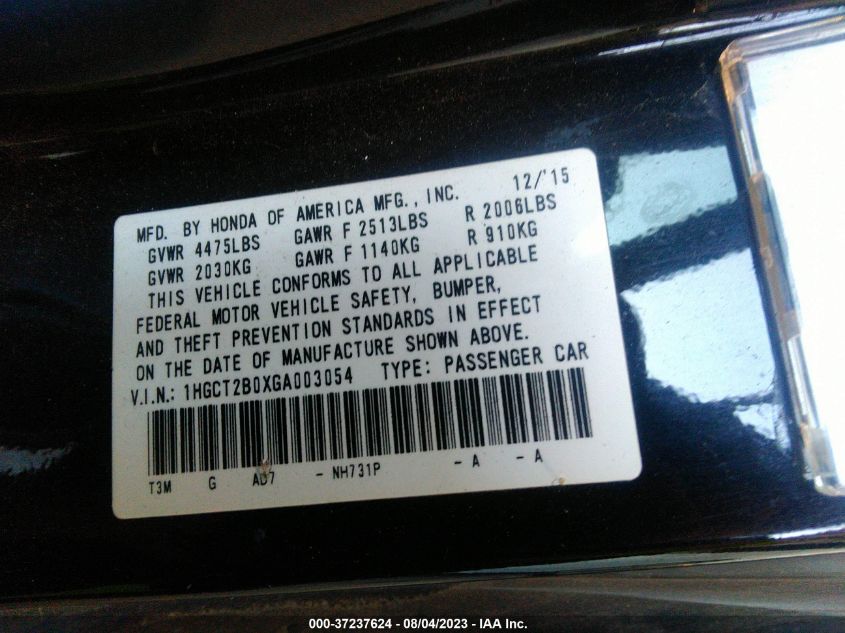 MFD. BY HONDA OF AMERICA MFG., INC. 12/'15
GVWR 4475LBS GAWR F 2513LBS R 2006LBS
GVWR 2030KG GAWR F 1140KG R 910KG
THIS VEHICLE CONFORMS TO ALL APPLICABLE
FEDERAL MOTOR VEHICLE SAFETY, BUMPER,
AND THEFT PREVENTION STANDARDS IN EFFECT
ON THE DATE OF MANUFACTURE SHOWN ABOVE.
V.I.N.: 1HGCT2B0XGA003054 TYPE: PASSENGER CAR
T3M G AD7 - NH731P - A - A
000-37237624 - 08/04/2023 - IAA Inc.